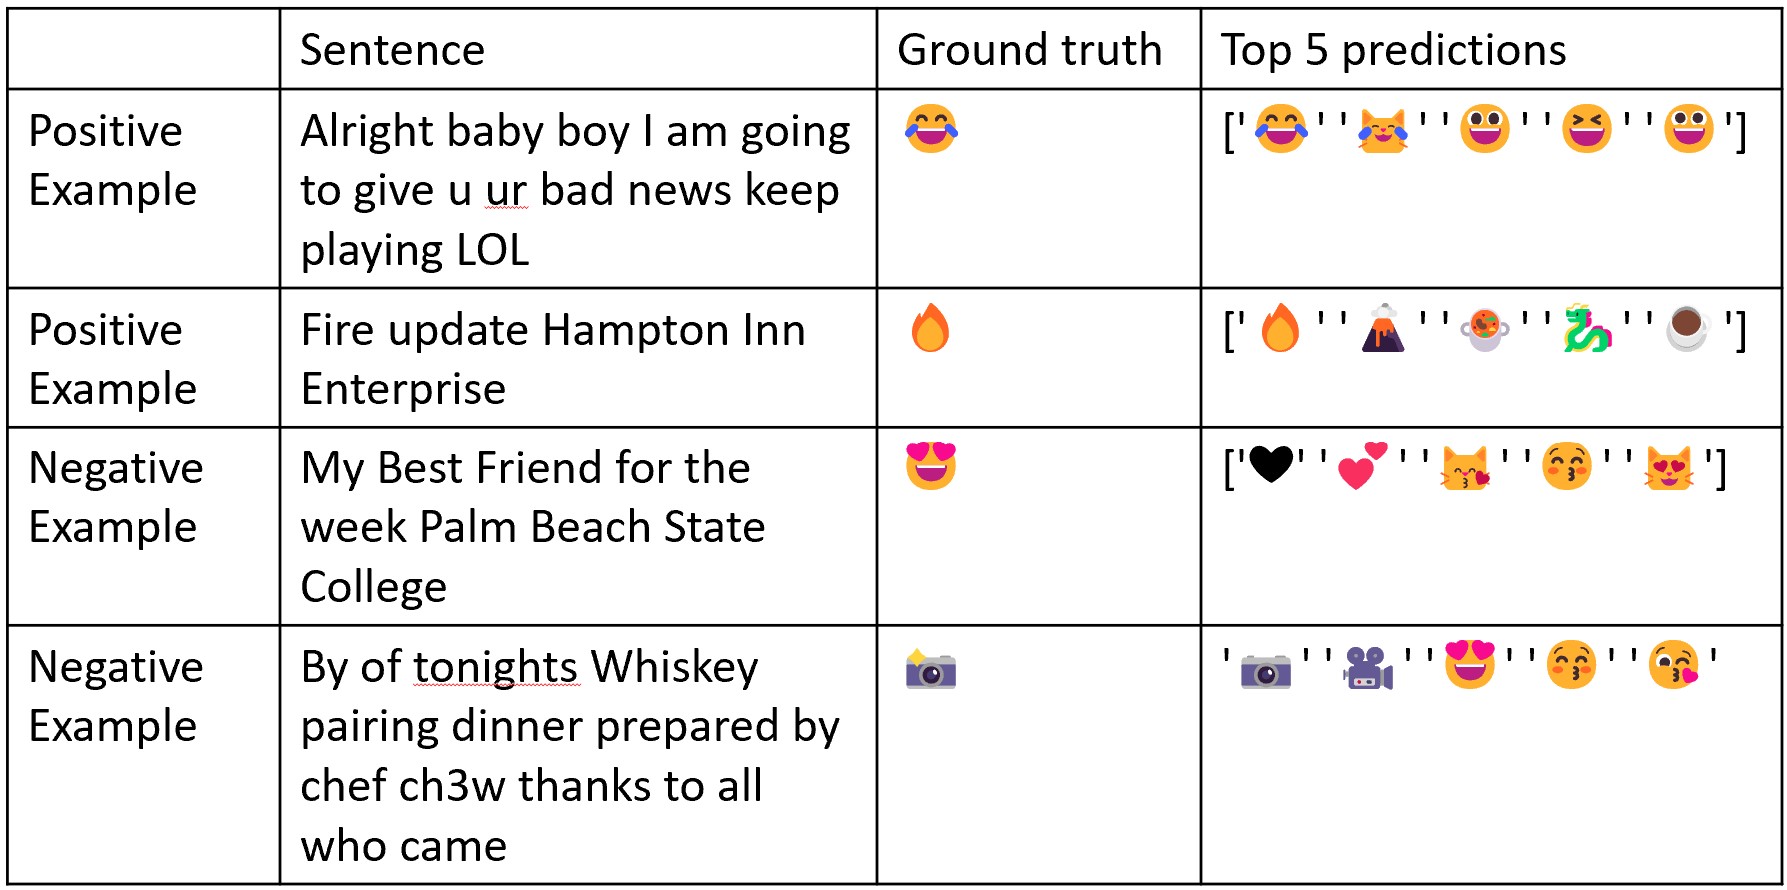 Sentence Ground truth Top 5 predictions
Positive Example
Alright baby boy I am going
to give u ur bad news keep
playing LOL
😂
['😂' '😹' '😃' '😆' '😃']
Positive Example
Fire update Hampton Inn
Enterprise
🔥
['🔥' '🌋' '🍲' '🐉' '☕']
Negative Example
My Best Friend for the
week Palm Beach State
College
😍
['🖤' '💕' '😽' '😚' '😻']
Negative Example
By of tonights Whiskey
pairing dinner prepared by
chef ch3w thanks to all
who came
📸
'📷' '🎥' '😍' '😚' '😘'